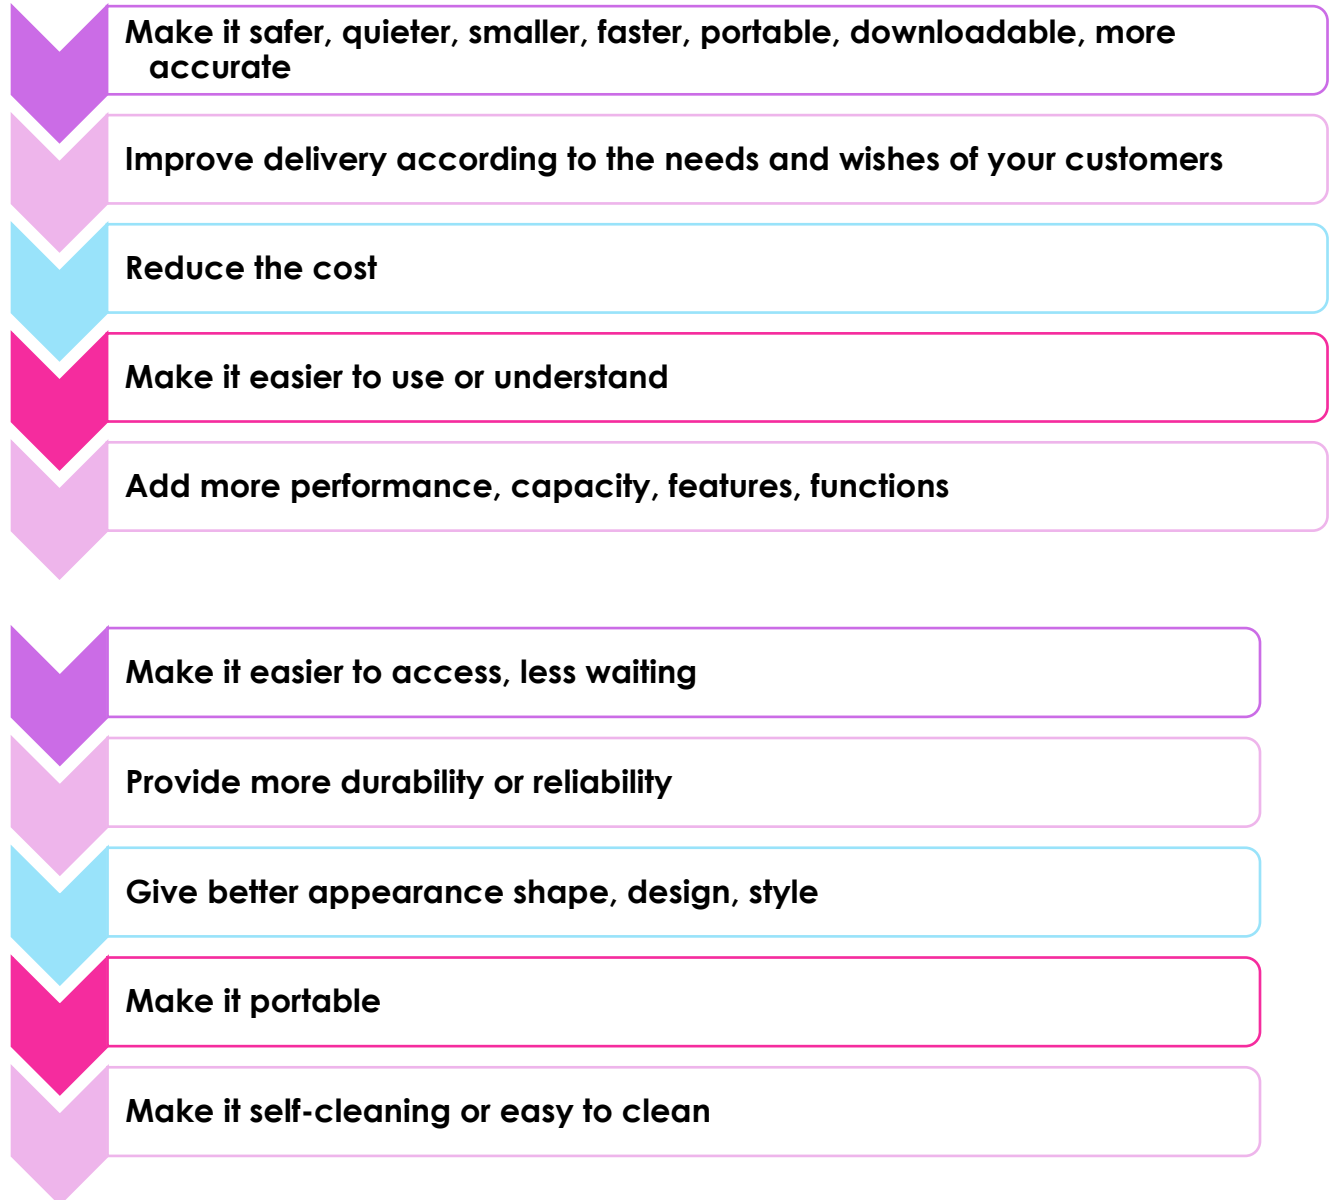 Make it safer, quieter, smaller, faster, portable, downloadable, more
accurate
Improve delivery according to the needs and wishes of your customers
Reduce the cost
Make it easier to use or understand
Add more performance, capacity, features, functions
Make it easier to access, less waiting
Provide more durability or reliability
Give better appearance shape, design, style
Make it portable
Make it self-cleaning or easy to clean